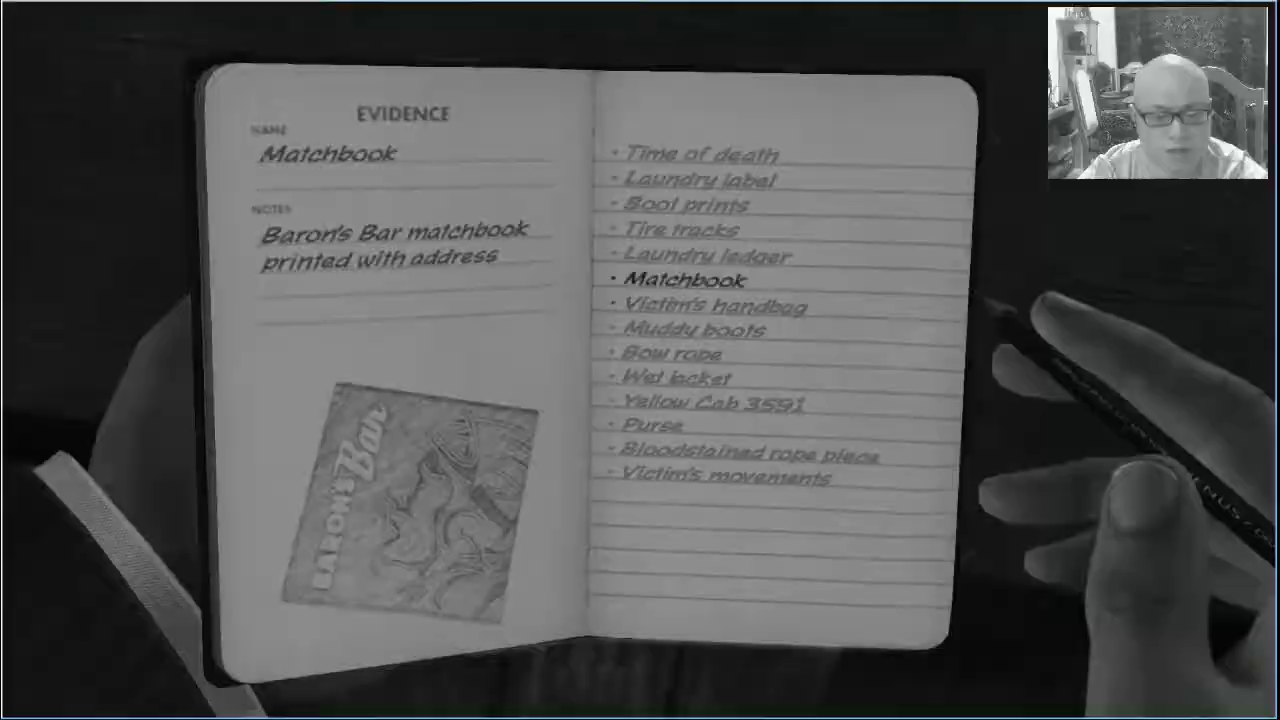 EVIDENCE
NAME
Matchbook
NOTES
Baron's Bar matchbook
printed with address
BARON'S Bar
• Time of death
• Laundry label
• Boot prints
• Tire tracks
• Laundry ledger
• Matchbook
• Victim's handbag
• Muddy boots
• Bow rope
• Wet jacket
• Yellow Cab 3591
• Purse
• Bloodstained rope piece
• Victim's movements